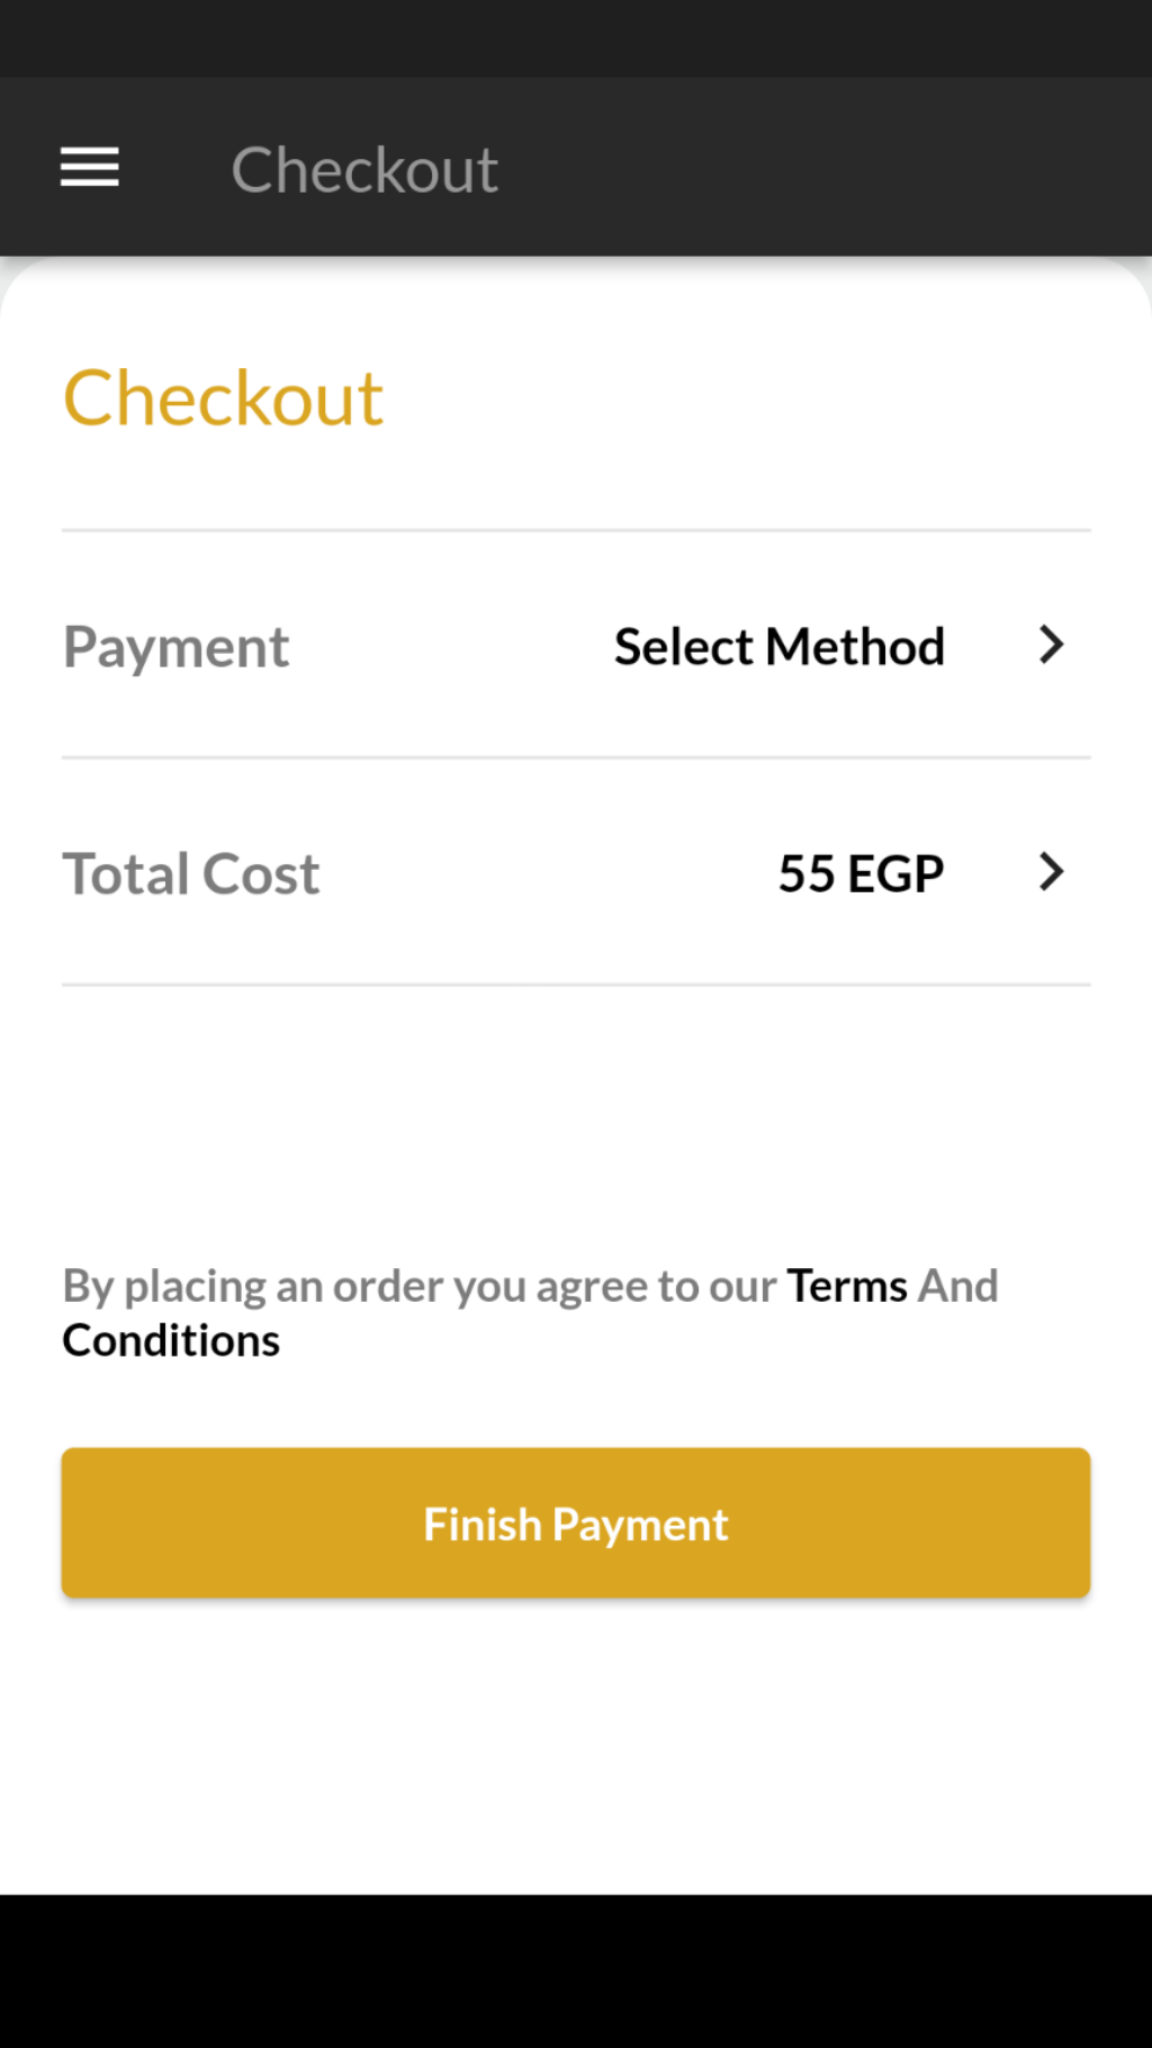 Checkout
Checkout
Payment Select Method
Total Cost 55 EGP
By placing an order you agree to our Terms And
Conditions
Finish Payment